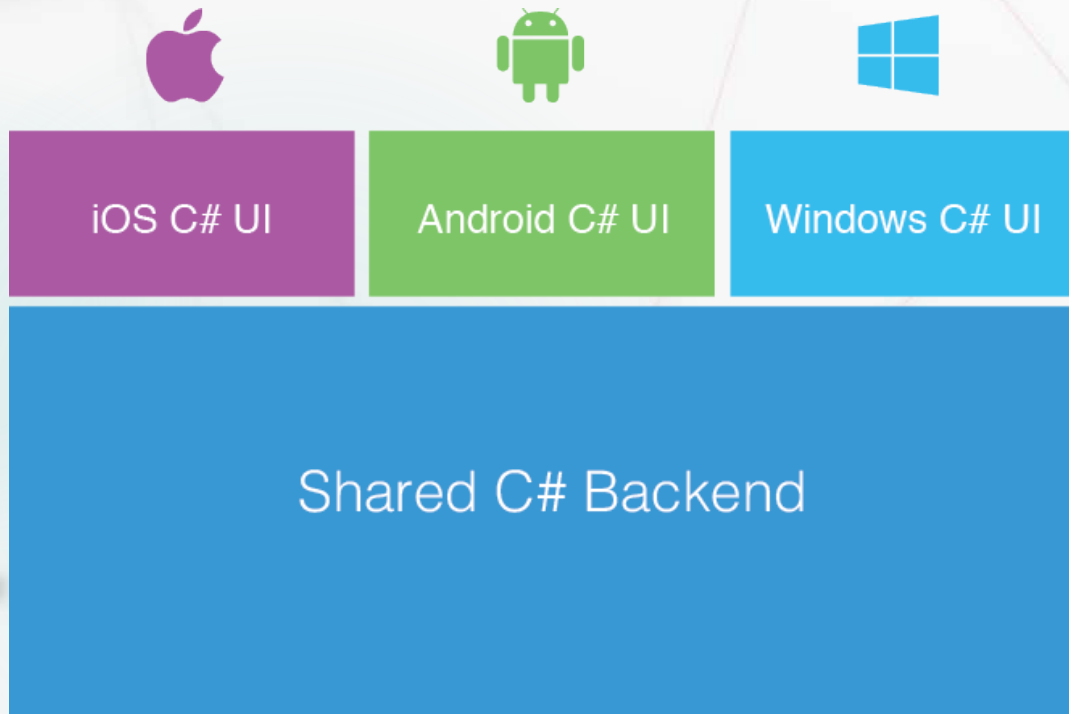 iOS C# UI
Android C# UI
Windows C# UI
Shared C# Backend